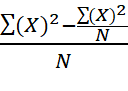 ∑(X)² − ∑(X)²/N
N